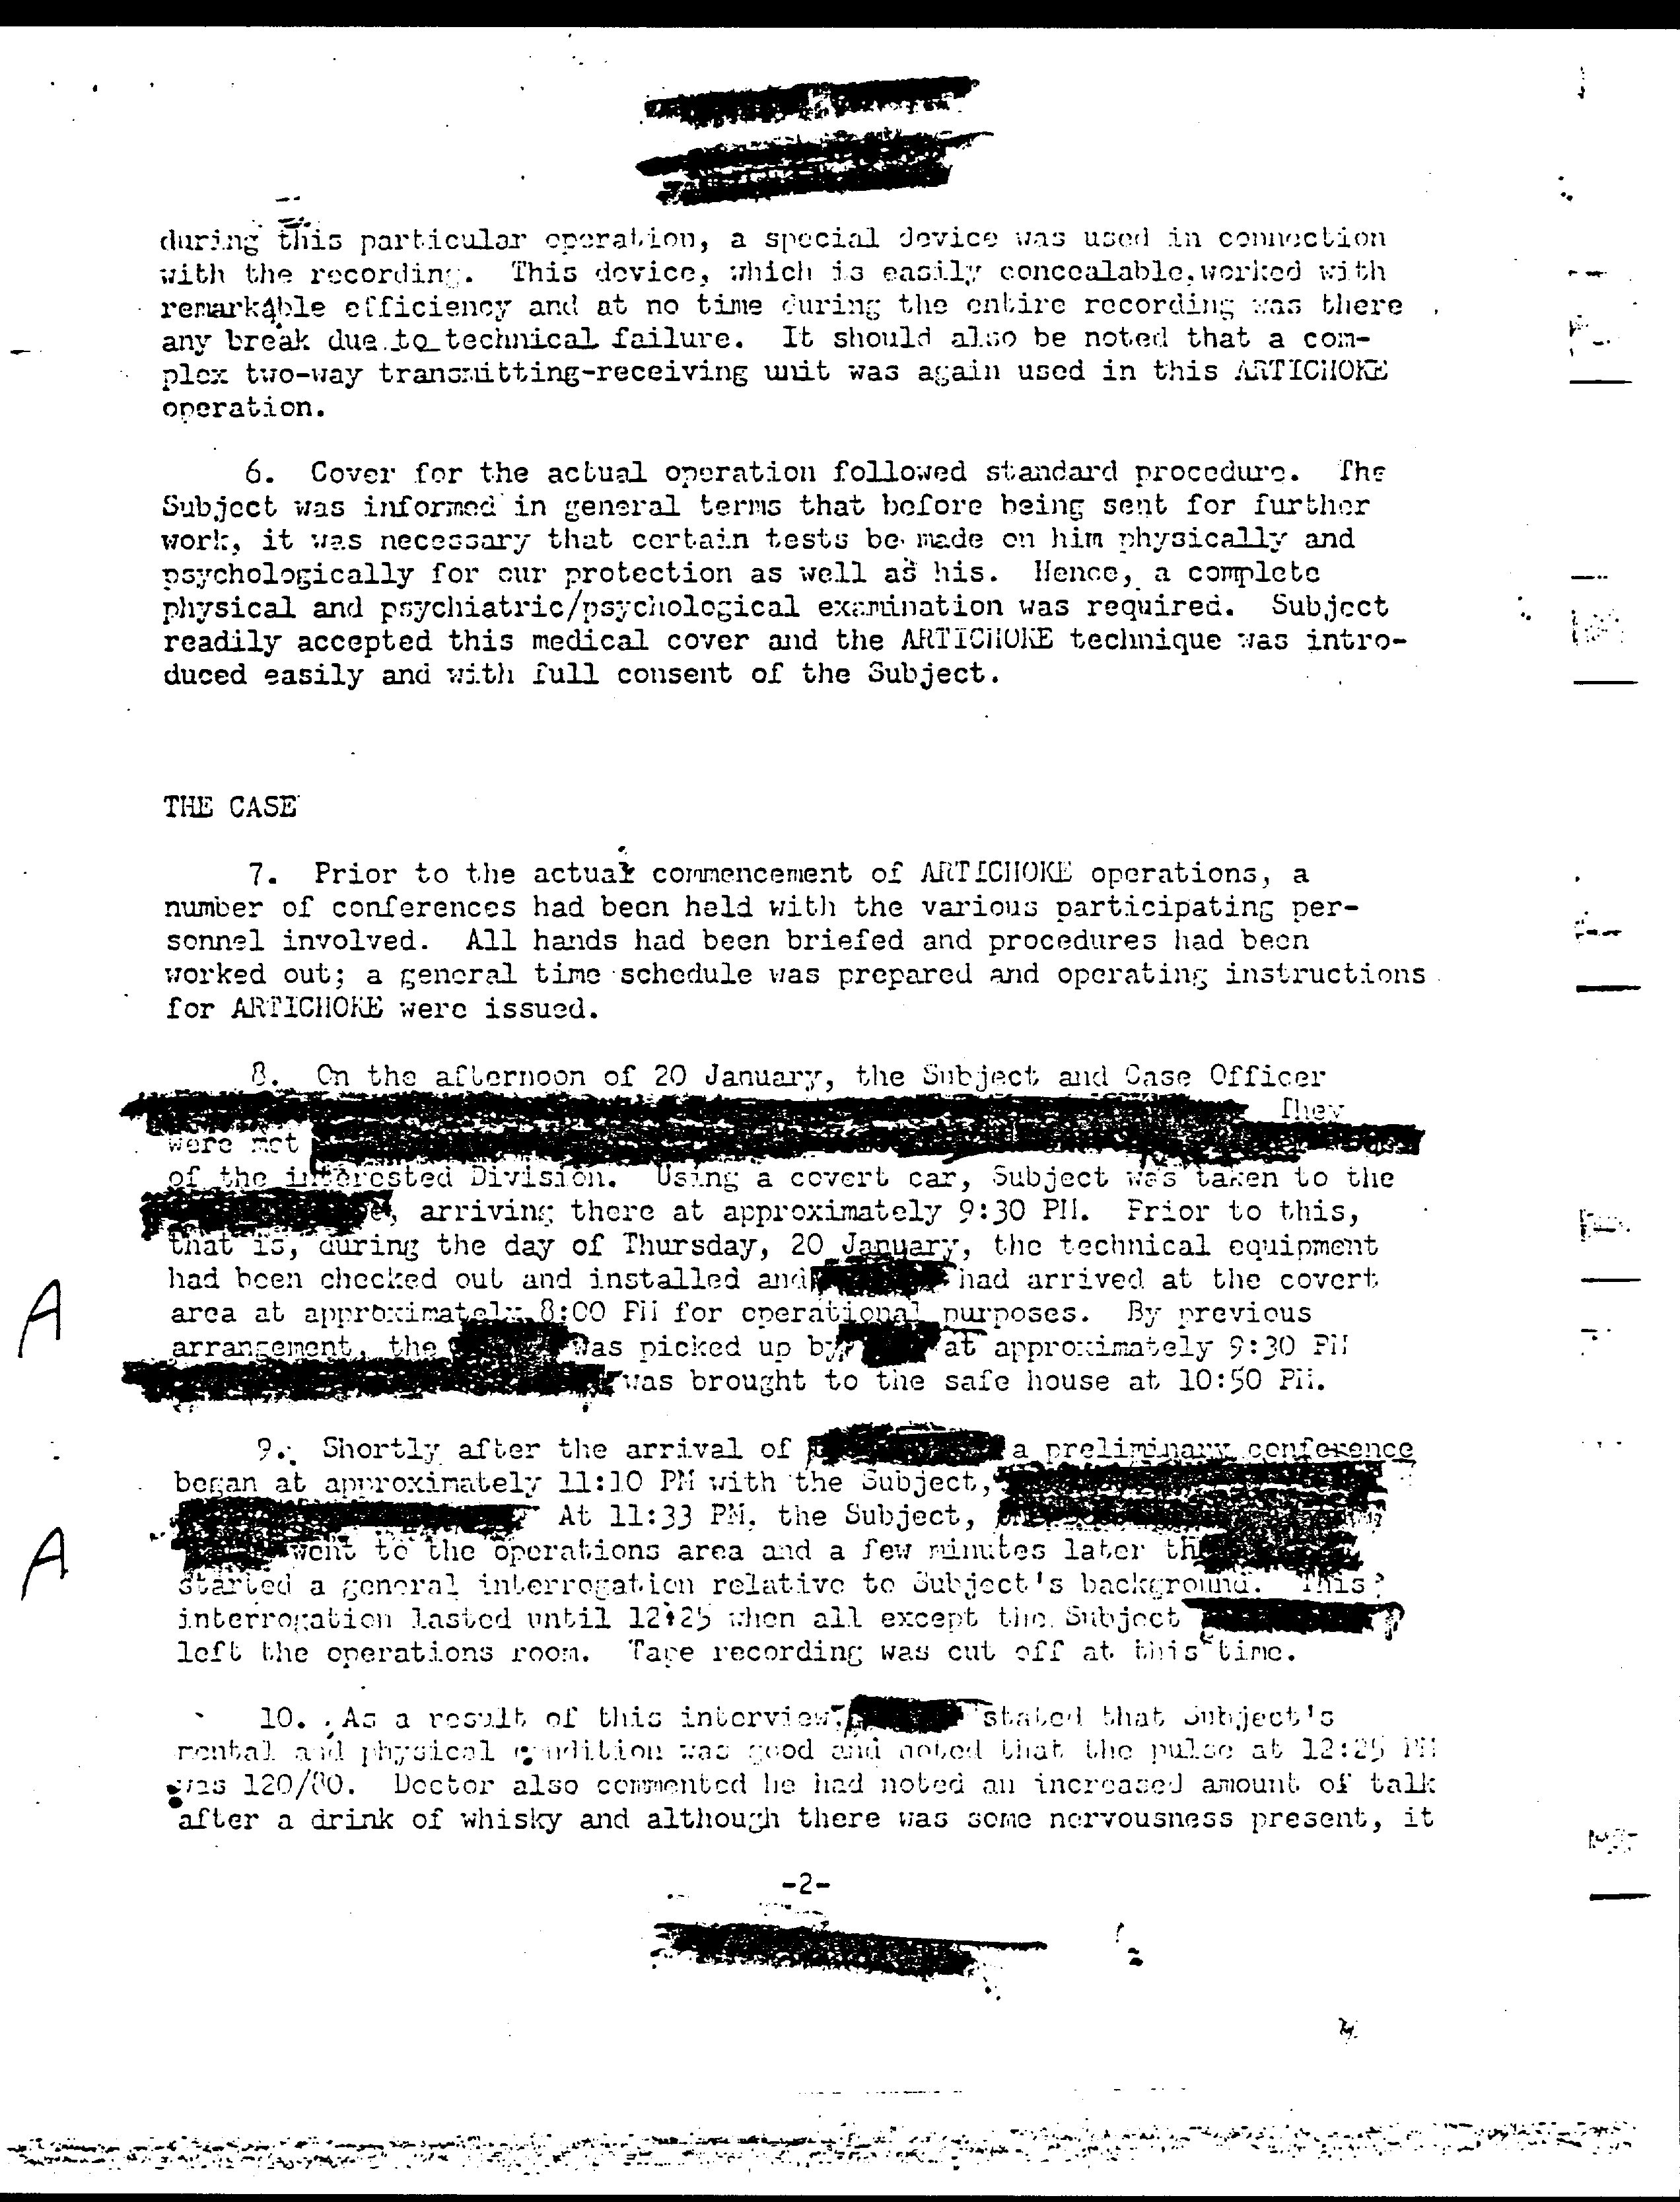 during this particular operation, a special device was used in connection
with the recording. This device, which is easily concealable, worked with
remarkable efficiency and at no time during the entire recording was there
any break due to technical failure. It should also be noted that a com-
plex two-way transmitting-receiving unit was again used in this ARTICHOKE
operation.
6. Cover for the actual operation followed standard procedure. The
Subject was informed in general terms that before being sent for further
work, it was necessary that certain tests be made on him physically and
psychologically for our protection as well as his. Hence, a complete
physical and psychiatric/psychological examination was required. Subject
readily accepted this medical cover and the ARTICHOKE technique was intro-
duced easily and with full consent of the Subject.
THE CASE
7. Prior to the actual commencement of ARTICHOKE operations, a
number of conferences had been held with the various participating per-
sonnel involved. All hands had been briefed and procedures had been
worked out; a general time schedule was prepared and operating instructions
for ARTICHOKE were issued.
8. On the afternoon of 20 January, the Subject and Case Officer
They
were met
of the interested Division. Using a covert car, Subject was taken to the
, arriving there at approximately 9:30 PM. Prior to this,
that is, during the day of Thursday, 20 January, the technical equipment
had been checked out and installed and had arrived at the covert
A
area at approximately 8:00 PM for operational purposes. By previous
arrangement, the was picked up by at approximately 9:30 PM
was brought to the safe house at 10:50 PM.
9. Shortly after the arrival of a preliminary conference
began at approximately 11:10 PM with the Subject,
At 11:33 PM, the Subject,
A
went to the operations area and a few minutes later the
started a general interrogation relative to Subject's background. This
interrogation lasted until 12:25 when all except the Subject
left the operations room. Tape recording was cut off at this time.
10. As a result of this interview, stated that Subject's
mental and physical condition was good and noted that the pulse at 12:25 PM
was 120/80. Doctor also commented he had noted an increased amount of talk
after a drink of whisky and although there was some nervousness present, it
-2-